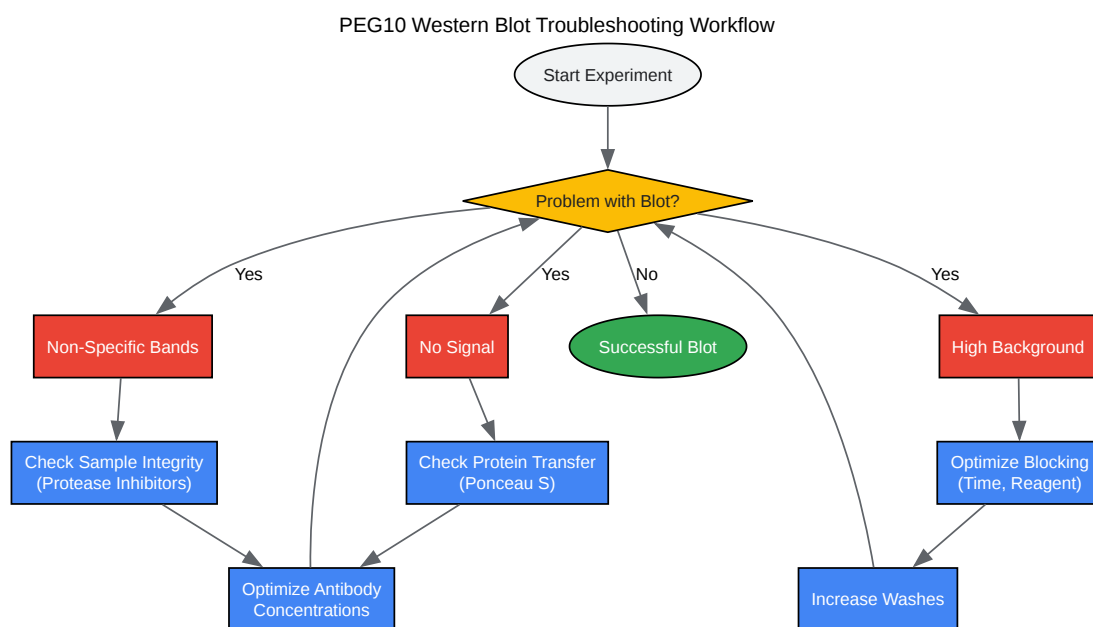 PEG10 Western Blot Troubleshooting Workflow
Start Experiment
Problem with Blot?
Yes
Yes
No
Yes
Non-Specific Bands
No Signal
Successful Blot
High Background
Check Sample Integrity
(Protease Inhibitors)
Check Protein Transfer
(Ponceau S)
Optimize Blocking
(Time, Reagent)
Optimize Antibody
Concentrations
Increase Washes